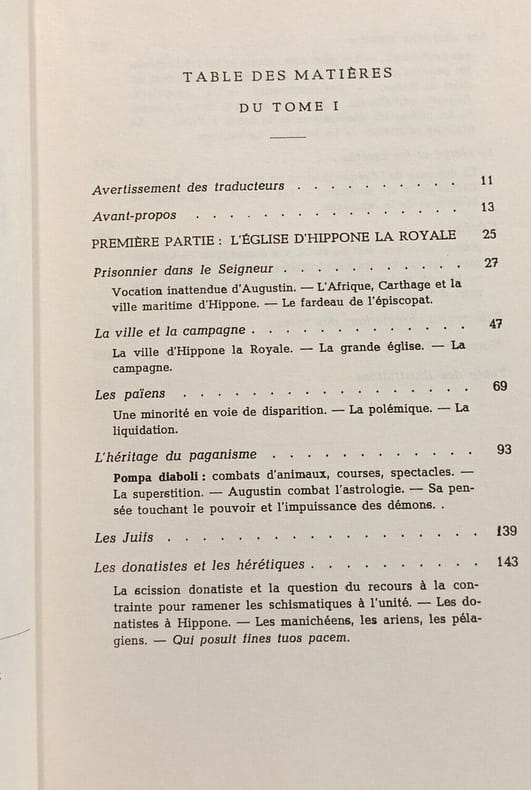 TABLE DES MATIÈRES
DU TOME I
Avertissement des traducteurs . . . . . . . . . . 11
Avant-propos . . . . . . . . . . . . . . . . 13
PREMIÈRE PARTIE : L'ÉGLISE D'HIPPONE LA ROYALE 25
Prisonnier dans le Seigneur . . . . . . . . . . . 27
Vocation inattendue d'Augustin. — L'Afrique, Carthage et la
ville maritime d'Hippone. — Le fardeau de l'épiscopat.
La ville et la campagne . . . . . . . . . . . . . 47
La ville d'Hippone la Royale. — La grande église. — La
campagne.
Les païens . . . . . . . . . . . . . . . . . 69
Une minorité en voie de disparition. — La polémique. — La
liquidation.
L'héritage du paganisme . . . . . . . . . . . . 93
Pompa diaboli : combats d'animaux, courses, spectacles. —
La superstition. — Augustin combat l'astrologie. — Sa pen-
sée touchant le pouvoir et l'impuissance des démons. .
Les Juifs . . . . . . . . . . . . . . . . . . 139
Les donatistes et les hérétiques . . . . . . . . . . 143
La scission donatiste et la question du recours à la con-
trainte pour ramener les schismatiques à l'unité. — Les do-
natistes à Hippone. — Les manichéens, les ariens, les péla-
giens. — Qui posuit fines tuos pacem.